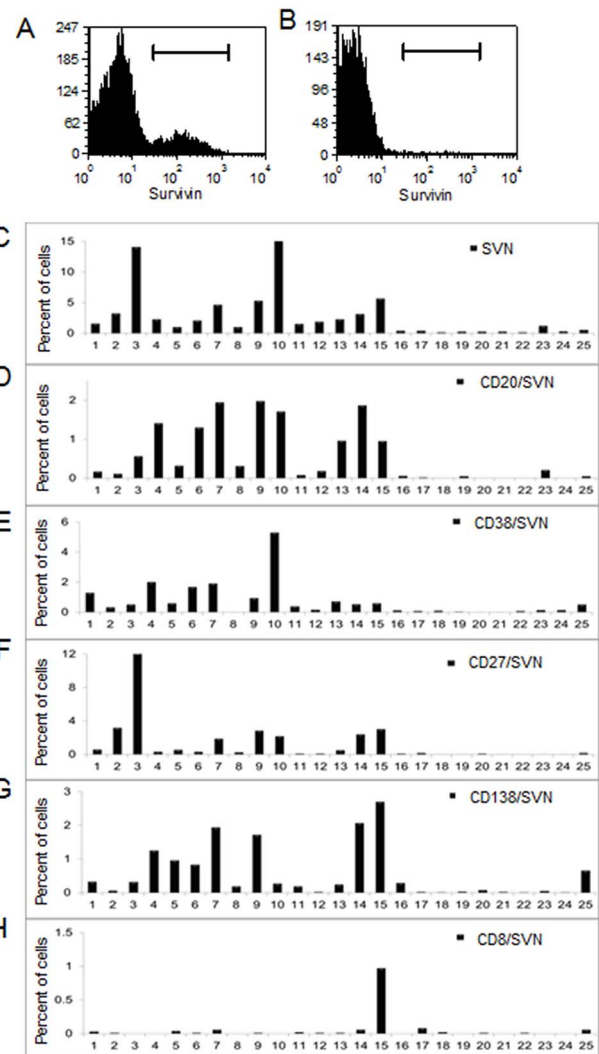 A
247
185
124
62
0
10^0 10^1 10^2 10^3 10^4
Survivin
B
191
143
96
48
0
10^0 10^1 10^2 10^3 10^4
Survivin
C
Percent of cells
15
10
5
0
SVN
1 2 3 4 5 6 7 8 9 10 11 12 13 14 15 16 17 18 19 20 21 22 23 24 25
D
Percent of cells
2
1
0
CD20/SVN
1 2 3 4 5 6 7 8 9 10 11 12 13 14 15 16 17 18 19 20 21 22 23 24 25
E
Percent of cells
6
4
2
0
CD38/SVN
1 2 3 4 5 6 7 8 9 10 11 12 13 14 15 16 17 18 19 20 21 22 23 24 25
F
Percent of cells
12
8
4
0
CD27/SVN
1 2 3 4 5 6 7 8 9 10 11 12 13 14 15 16 17 18 19 20 21 22 23 24 25
G
Percent of cells
3
2
1
0
CD138/SVN
1 2 3 4 5 6 7 8 9 10 11 12 13 14 15 16 17 18 19 20 21 22 23 24 25
H
Percent of cells
1.5
1
0.5
0
CD8/SVN
1 2 3 4 5 6 7 8 9 10 11 12 13 14 15 16 17 18 19 20 21 22 23 24 25